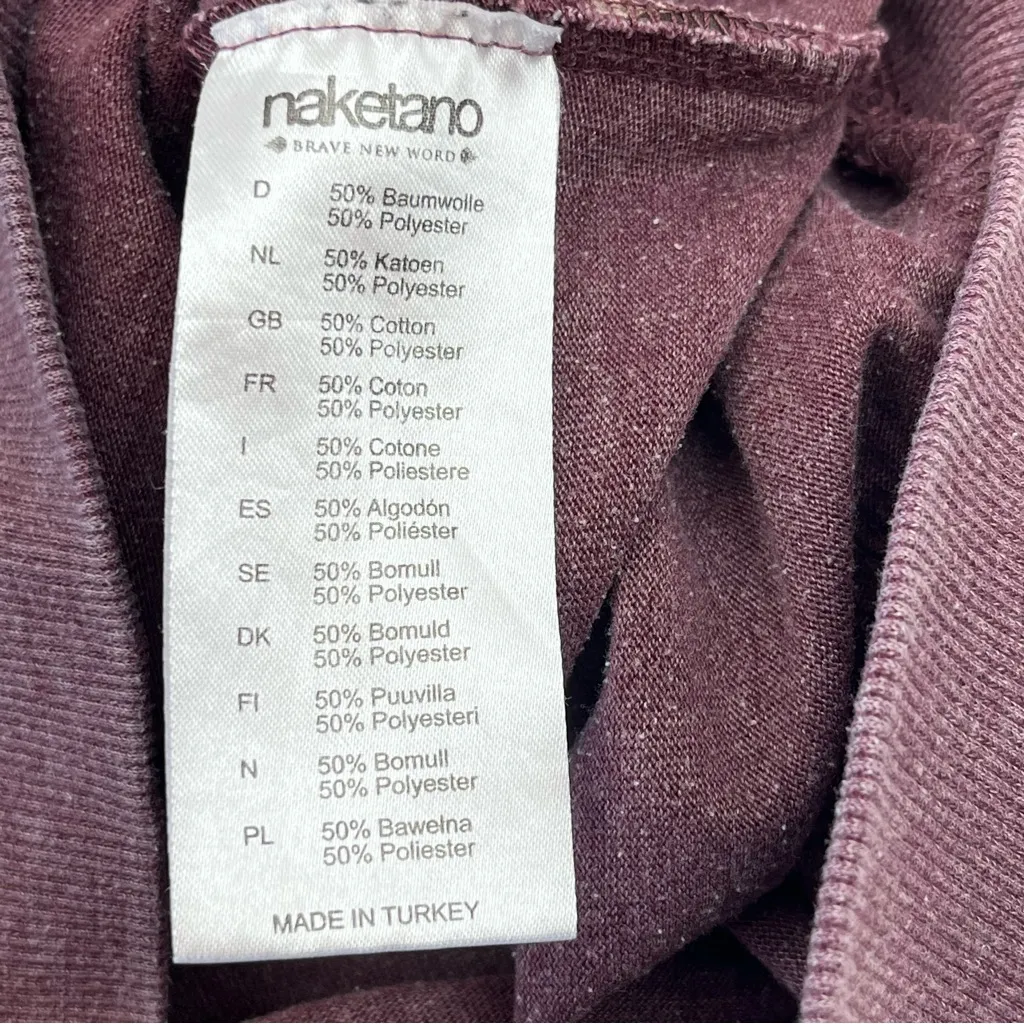 naketano
BRAVE NEW WORD
D 50% Baumwolle
50% Polyester
NL 50% Katoen
50% Polyester
GB 50% Cotton
50% Polyester
FR 50% Coton
50% Polyester
I 50% Cotone
50% Poliestere
ES 50% Algodón
50% Poliéster
SE 50% Bomull
50% Polyester
DK 50% Bomuld
50% Polyester
FI 50% Puuvilla
50% Polyesteri
N 50% Bomull
50% Polyester
PL 50% Bawełna
50% Poliester
MADE IN TURKEY